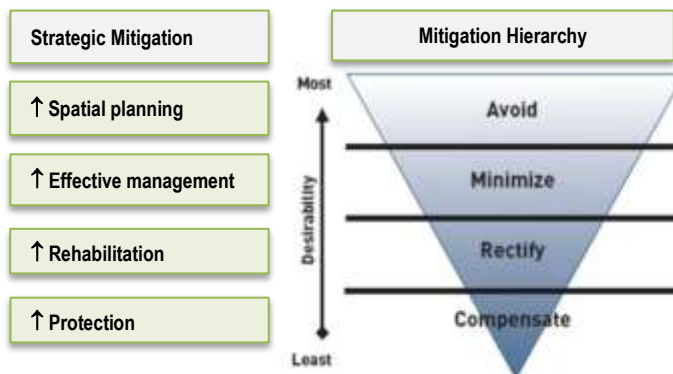 Strategic Mitigation
Mitigation Hierarchy
↑ Spatial planning
↑ Effective management
↑ Rehabilitation
↑ Protection
Most
Desirability
Least
Avoid
Minimize
Rectify
Compensate